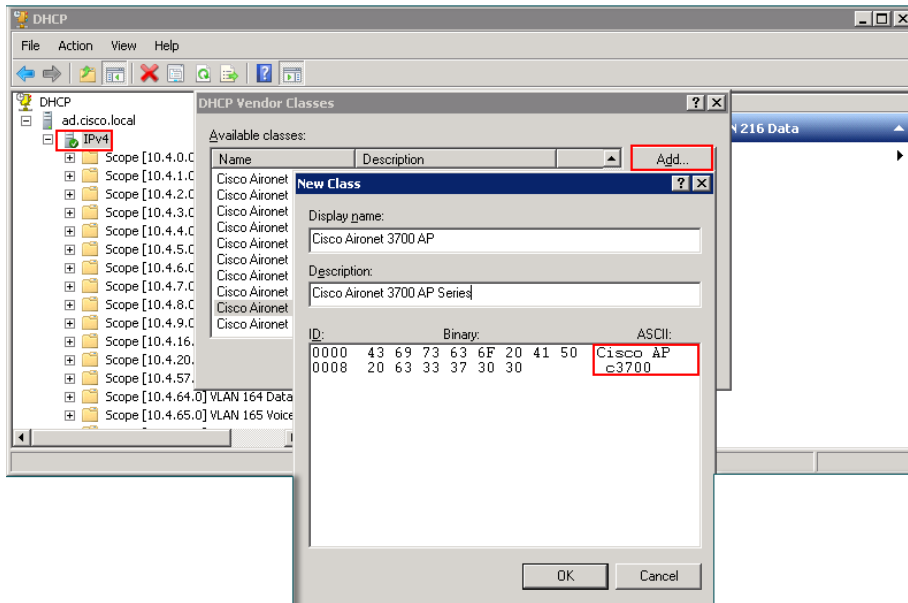 DHCP
File Action View Help
DHCP
ad.cisco.local
IPv4
Scope [10.4.0.0
Scope [10.4.1.0
Scope [10.4.2.0
Scope [10.4.3.0
Scope [10.4.4.0
Scope [10.4.5.0
Scope [10.4.6.0
Scope [10.4.7.0
Scope [10.4.8.0
Scope [10.4.9.0
Scope [10.4.16.
Scope [10.4.20.
Scope [10.4.57.
Scope [10.4.64.0] VLAN 164 Data
Scope [10.4.65.0] VLAN 165 Voice
216 Data
DHCP Vendor Classes
Available classes:
Name Description
Add...
Cisco Aironet
Cisco Aironet
Cisco Aironet
Cisco Aironet
Cisco Aironet
Cisco Aironet
Cisco Aironet
Cisco Aironet
Cisco Aironet
Cisco Aironet
New Class
Display name:
Cisco Aironet 3700 AP
Description:
Cisco Aironet 3700 AP Series
ID: Binary: ASCII:
0000 43 69 73 63 6F 20 41 50 Cisco AP
0008 20 63 33 37 30 30 c3700
OK Cancel